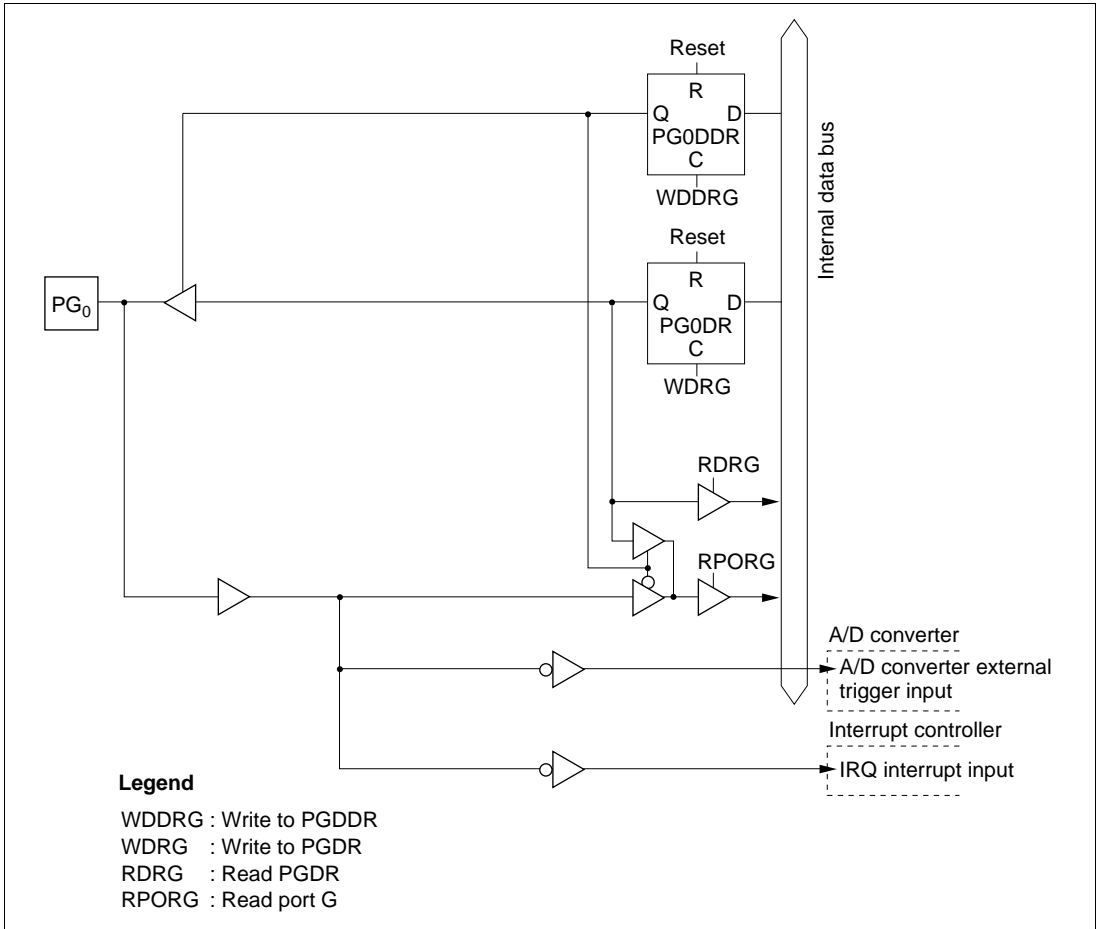 Reset
R
Q D
PG0DDR
C
WDDRG
Reset
R
Q D
PG0DR
C
WDRG
Internal data bus
PG0
RDRG
RPORG
A/D converter
A/D converter external
trigger input
Interrupt controller
IRQ interrupt input
Legend
WDDRG : Write to PGDDR
WDRG : Write to PGDR
RDRG : Read PGDR
RPORG : Read port G